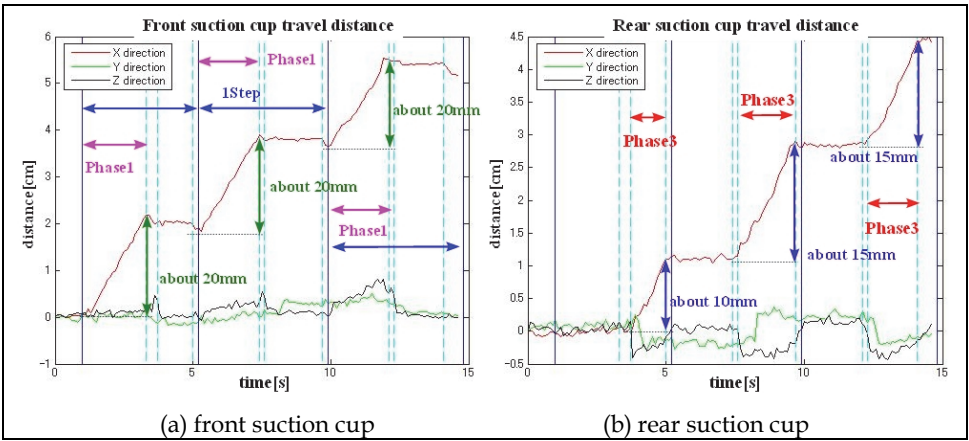 Front suction cup travel distance
6
5
4
3
2
1
0
-1
distance[cm]
X direction
Y direction
Z direction
Phase1
1Step
about 20mm
Phase1
about 20mm
Phase1
about 20mm
0
5
10
15
time[s]
(a) front suction cup
Rear suction cup travel distance
4.5
4
3.5
3
2.5
2
1.5
1
0.5
0
-0.5
distance[cm]
X direction
Y direction
Z direction
Phase3
Phase3
about 15mm
Phase3
about 15mm
about 10mm
0
5
10
15
time[s]
(b) rear suction cup